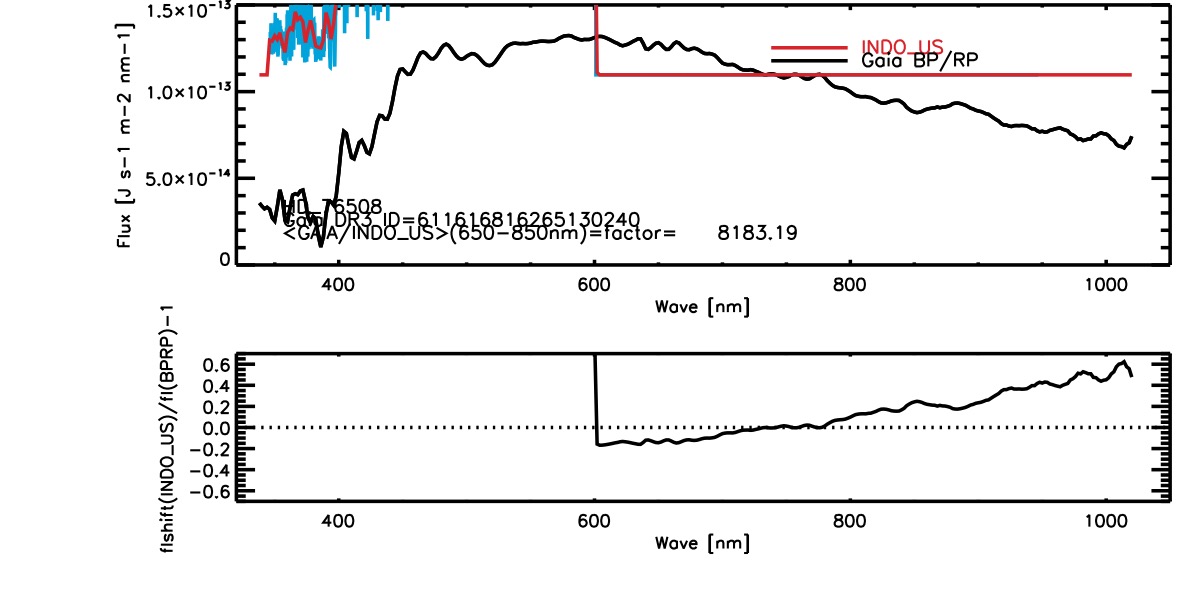 1.5×10−13
1.0×10−13
5.0×10−14
0
Flux [J s−1 m−2 nm−1]
INDO_US
Gaia BP/RP
HD_76508
Gaia DR3 ID=6116168162651​30240
<GAIA/INDO_US>(650−850nm)=factor= 8183.19
400 600 800 1000
Wave [nm]
flshift(INDO_US)/fl(BPRP)−1
0.6
0.4
0.2
0.0
−0.2
−0.4
−0.6
400 600 800 1000
Wave [nm]